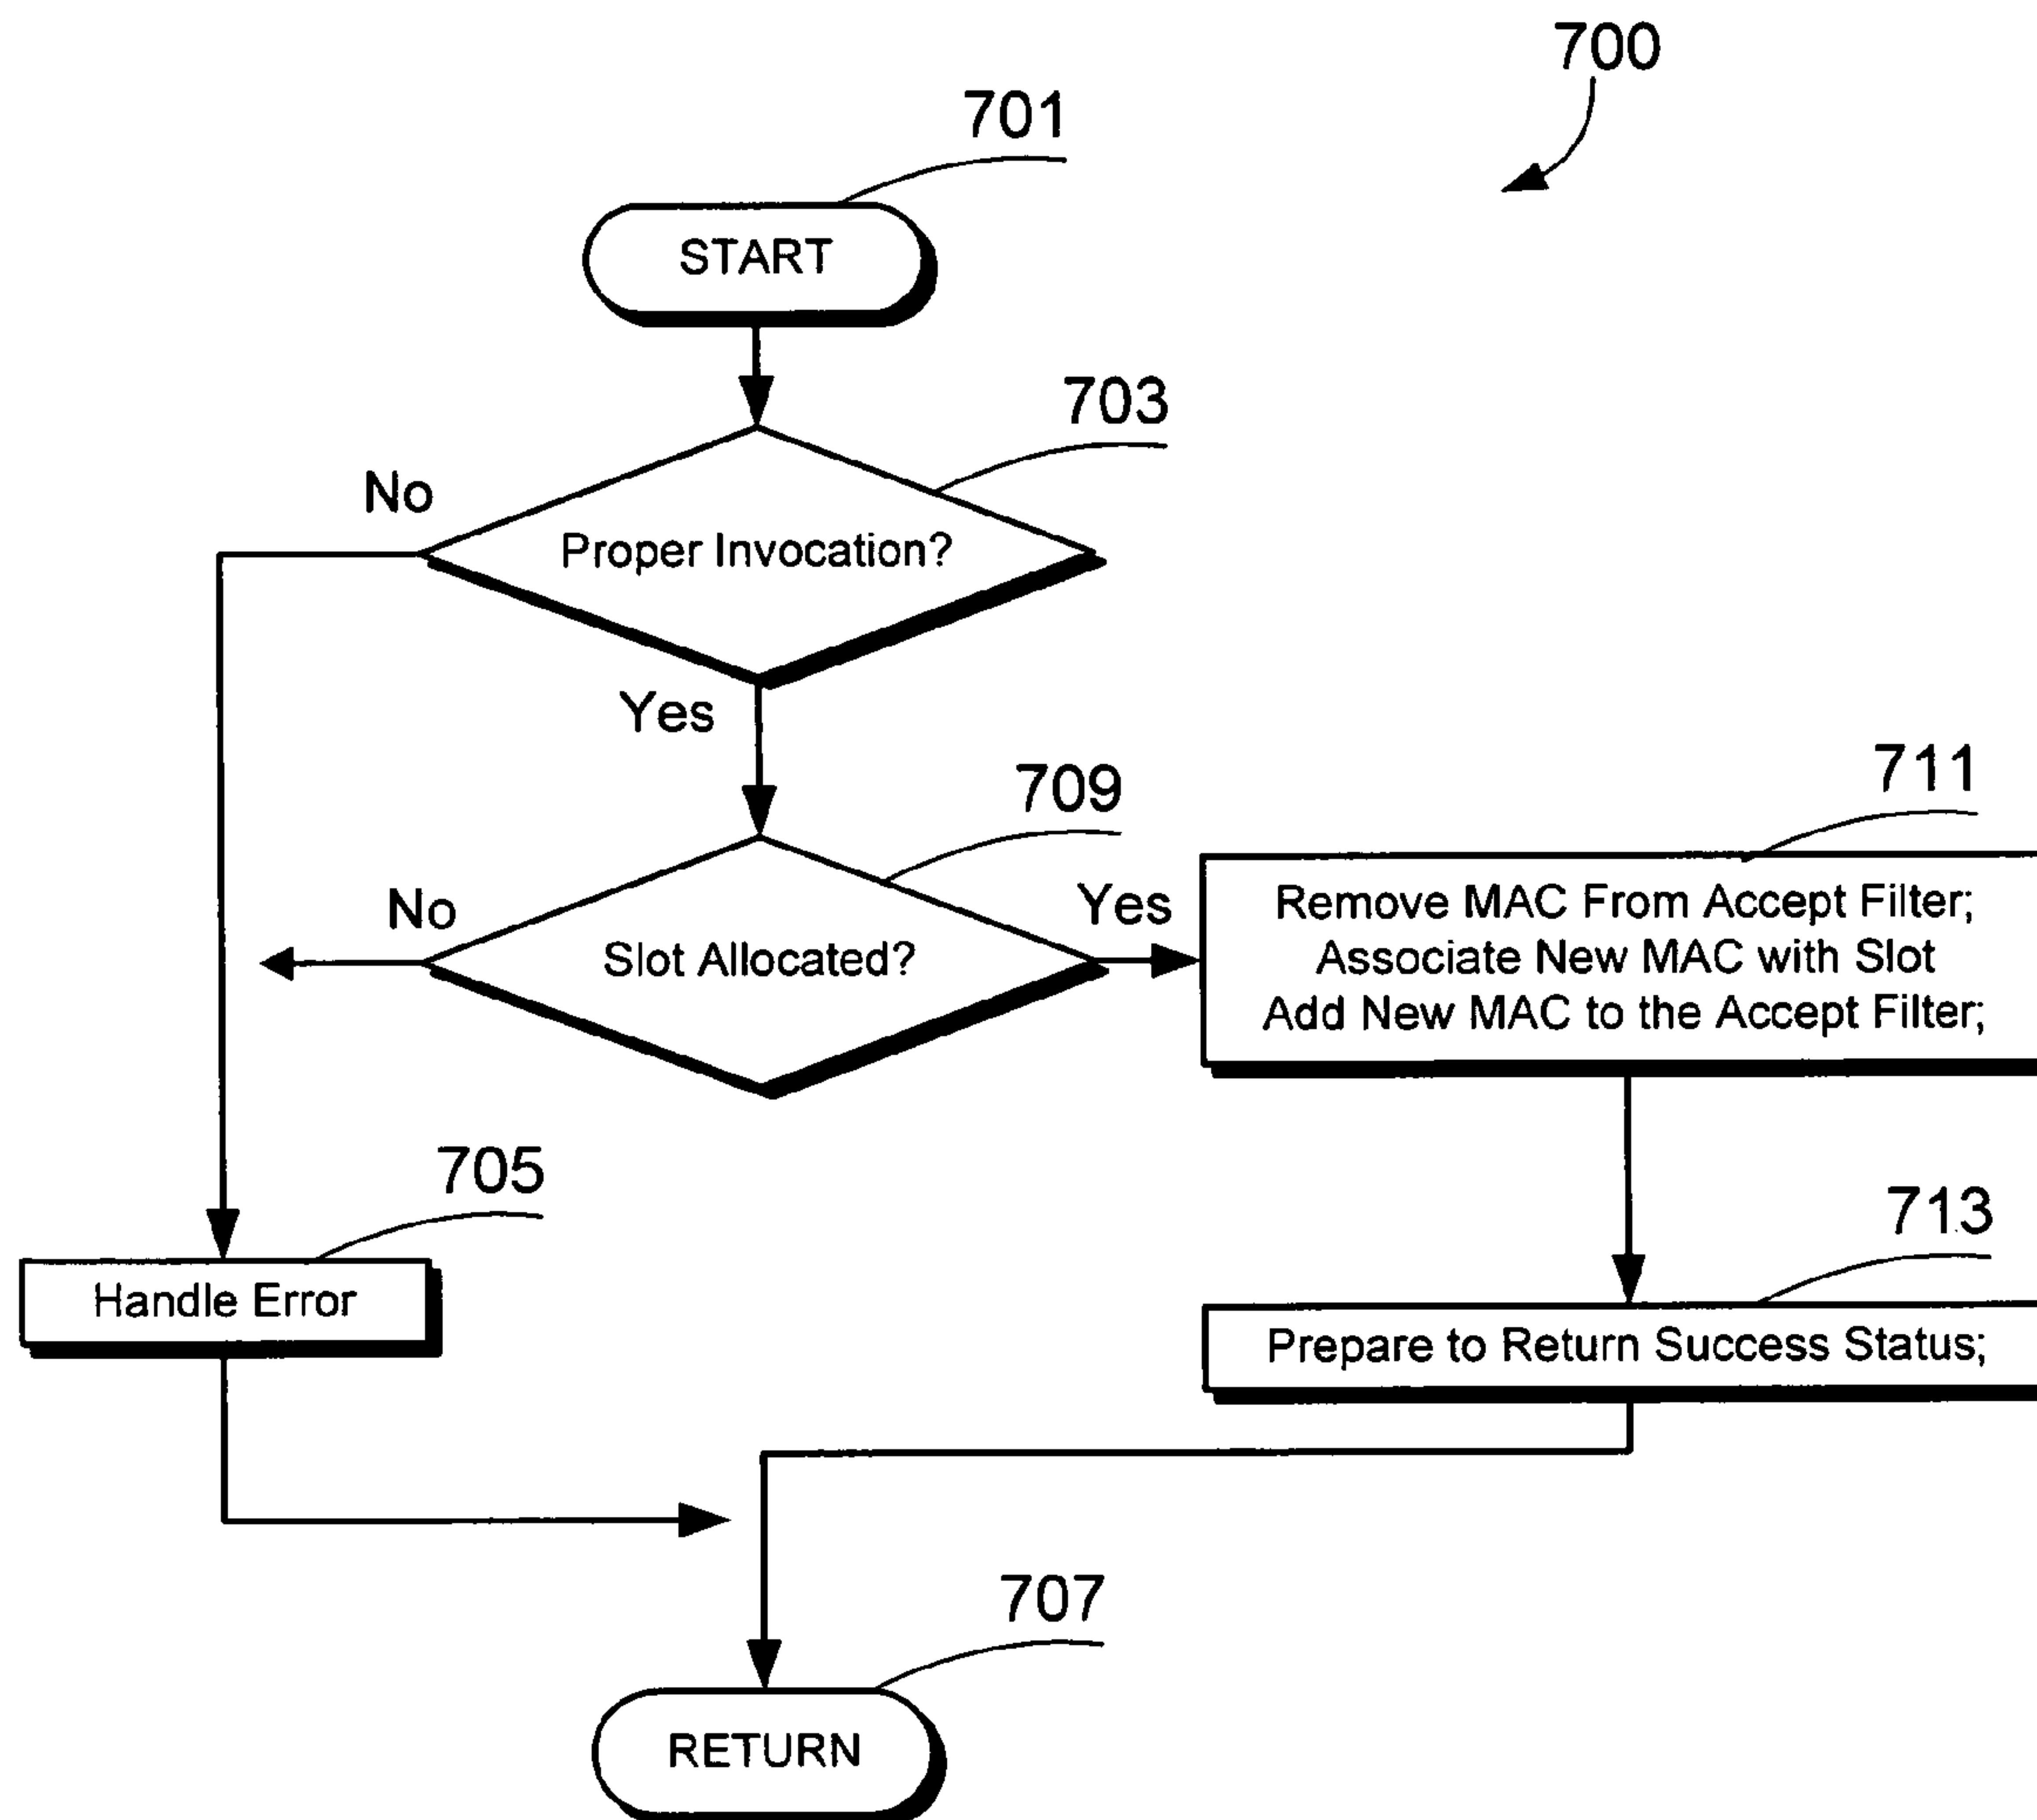 700
701
START
703
No
Proper Invocation?
Yes
709
711
No
Yes
Slot Allocated?
Remove MAC From Accept Filter;
Associate New MAC with Slot
Add New MAC to the Accept Filter;
705
713
Handle Error
Prepare to Return Success Status;
707
RETURN